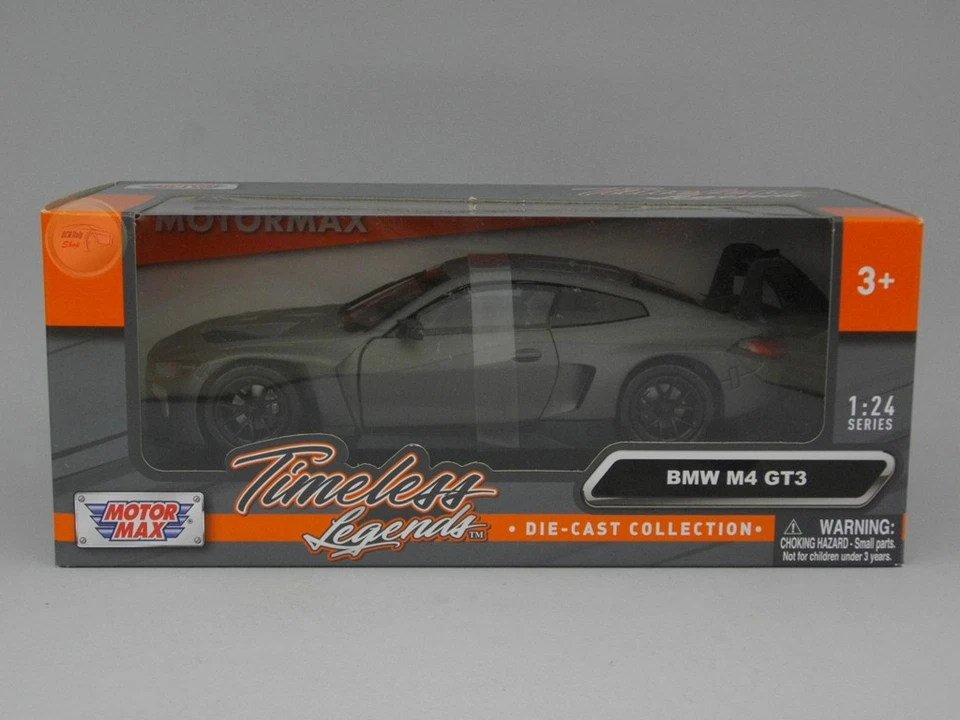 MOTORMAX
3+
1:24
SERIES
Timeless
Legends™
BMW M4 GT3
MOTOR
MAX®
• DIE-CAST COLLECTION •
⚠ WARNING:
CHOKING HAZARD - Small parts.
Not for children under 3 years.